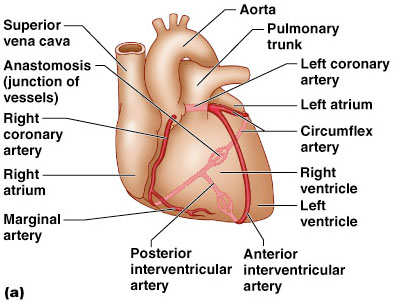 Superior
vena cava
Anastomosis
(junction of
vessels)
Right
coronary
artery
Right
atrium
Marginal
artery
Aorta
Pulmonary
trunk
Left coronary
artery
Left atrium
Circumflex
artery
Right
ventricle
Left
ventricle
Posterior
interventricular
artery
Anterior
interventricular
artery
(a)